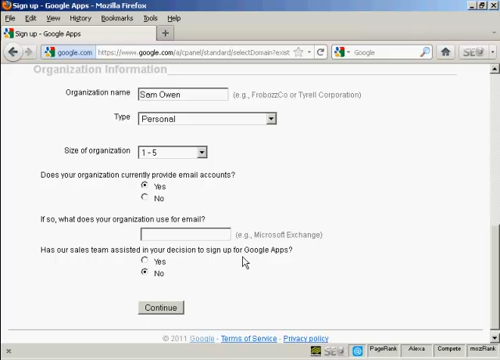 Sign up - Google Apps - Mozilla Firefox
File Edit View History Bookmarks Tools Help
Sign up - Google Apps
google.com https://www.google.com/a/cpanel/standard/selectDomain?exist Google
Organization Information
Organization name Sam Owen (e.g., FrobozzCo or Tyrell Corporation)
Type Personal
Size of organization 1 - 5
Does your organization currently provide email accounts?
Yes
No
If so, what does your organization use for email?
(e.g., Microsoft Exchange)
Has our sales team assisted in your decision to sign up for Google Apps?
Yes
No
Continue
© 2011 Google - Terms of Service - Privacy policy
PageRank Alexa Compete mozRank